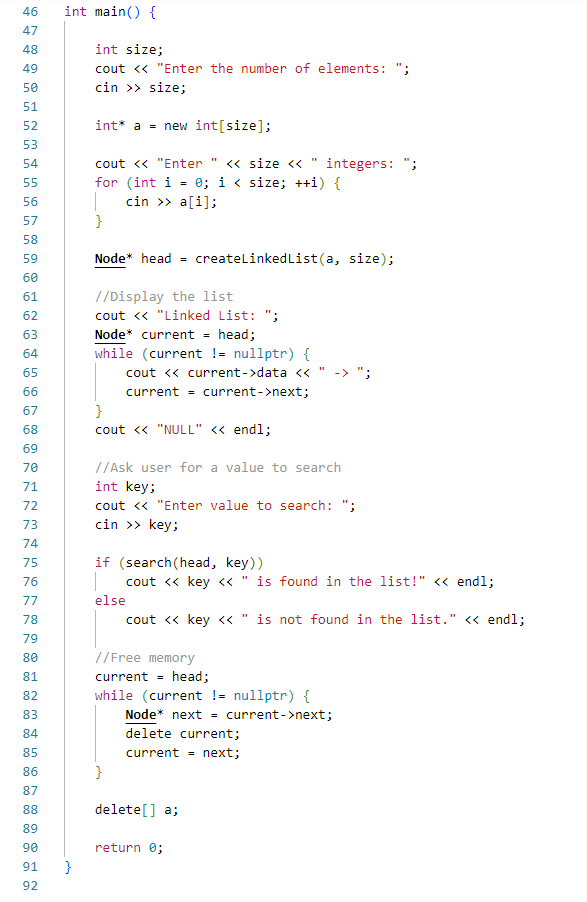 46 int main() {
47
48     int size;
49     cout << "Enter the number of elements: ";
50     cin >> size;
51
52     int* a = new int[size];
53
54     cout << "Enter " << size << " integers: ";
55     for (int i = 0; i < size; ++i) {
56         cin >> a[i];
57     }
58
59     Node* head = createLinkedList(a, size);
60
61     //Display the list
62     cout << "Linked List: ";
63     Node* current = head;
64     while (current != nullptr) {
65         cout << current->data << " -> ";
66         current = current->next;
67     }
68     cout << "NULL" << endl;
69
70     //Ask user for a value to search
71     int key;
72     cout << "Enter value to search: ";
73     cin >> key;
74
75     if (search(head, key))
76         cout << key << " is found in the list!" << endl;
77     else
78         cout << key << " is not found in the list." << endl;
79
80     //Free memory
81     current = head;
82     while (current != nullptr) {
83         Node* next = current->next;
84         delete current;
85         current = next;
86     }
87
88     delete[] a;
89
90     return 0;
91 }
92